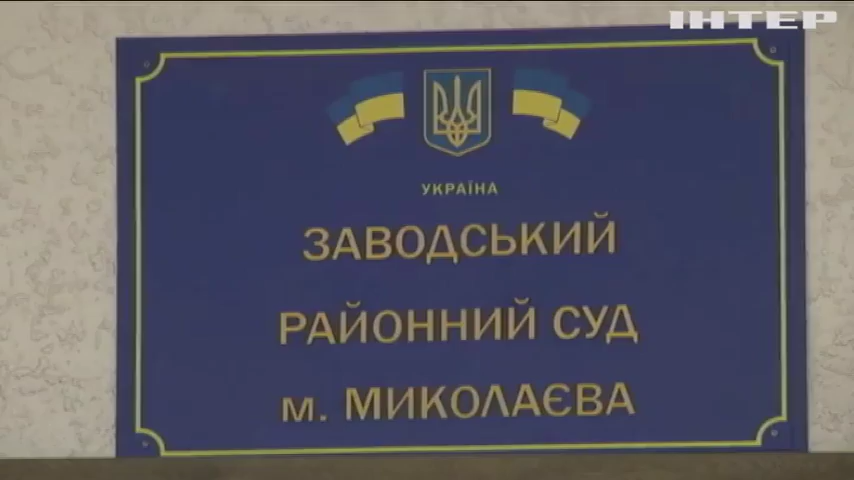 ІНТЕР
УКРАЇНА
ЗАВОДСЬКИЙ
РАЙОННИЙ СУД
м. МИКОЛАЄВА